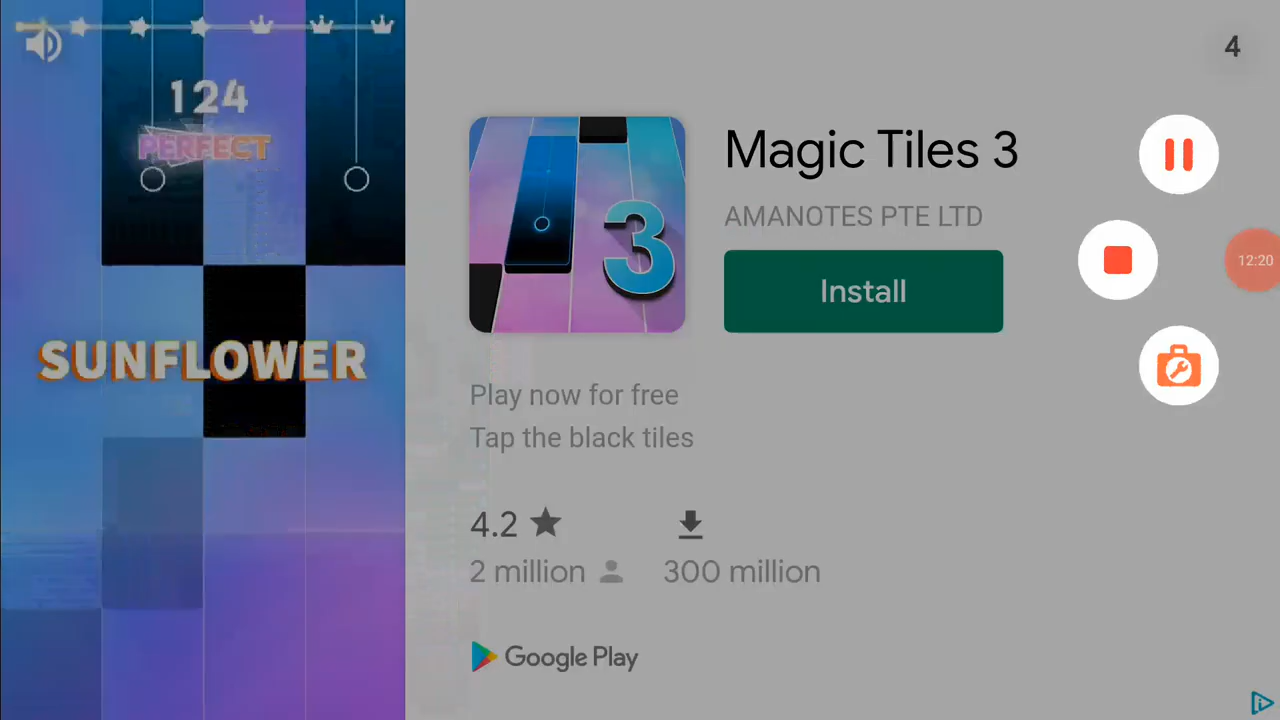 124
PERFECT
SUNFLOWER
3
Magic Tiles 3
AMANOTES PTE LTD
Install
Play now for free
Tap the black tiles
4.2
2 million
300 million
Google Play
4
12:20